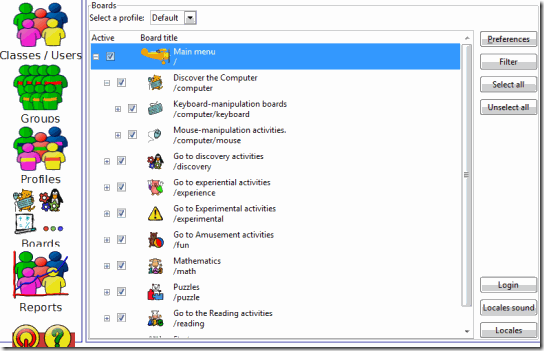 Classes / Users
Groups
Profiles
Boards
Reports
Boards
Select a profile: Default
Active Board title
Main menu
/
Discover the Computer
/computer
Keyboard-manipulation boards
/computer/keyboard
Mouse-manipulation activities.
/computer/mouse
Go to discovery activities
/discovery
Go to experiential activities
/experience
Go to Experimental activities
/experimental
Go to Amusement activities
/fun
Mathematics
/math
Puzzles
/puzzle
Go to the Reading activities
/reading
Preferences
Filter
Select all
Unselect all
Login
Locales sound
Locales